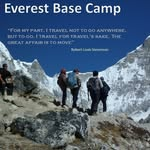 Everest Base Camp
"For my part, I travel not to go anywhere,
but to go. I travel for travel's sake. The
great affair is to move."
Robert Louis Stevenson